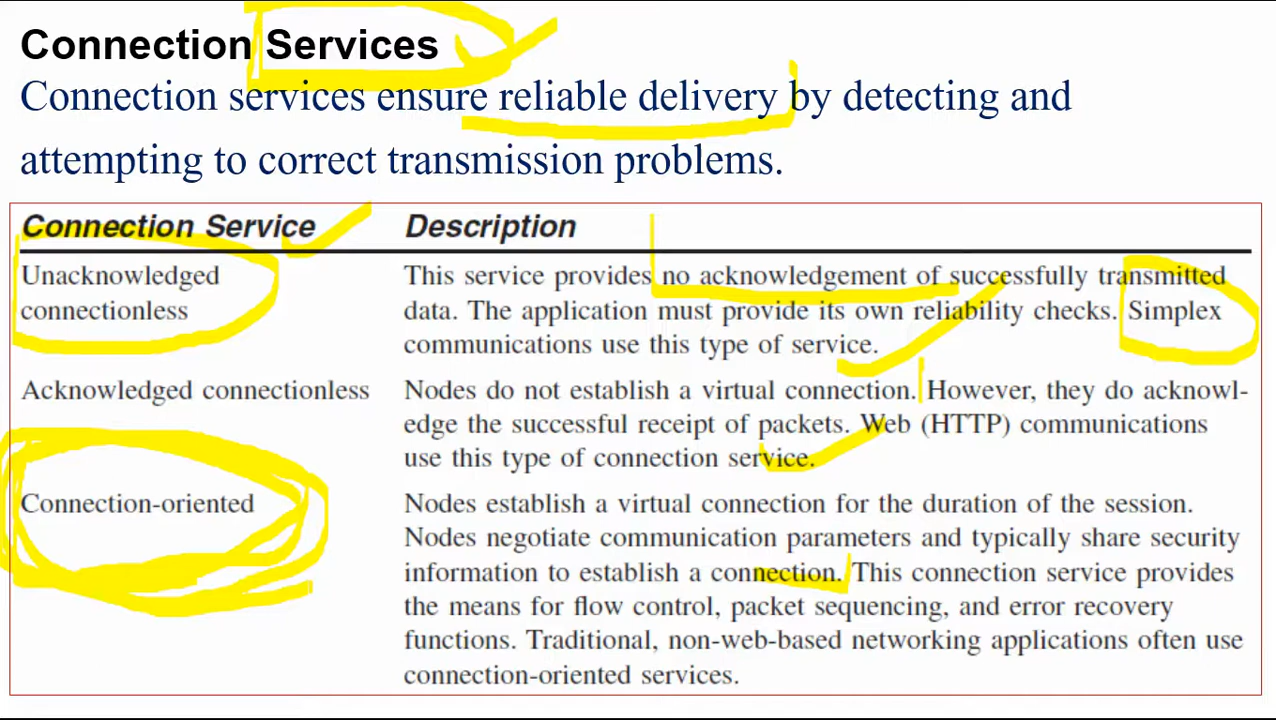 Connection Services
Connection services ensure reliable delivery by detecting and
attempting to correct transmission problems.
Connection Service Description
Unacknowledged This service provides no acknowledgement of successfully transmitted
connectionless data. The application must provide its own reliability checks. Simplex
communications use this type of service.
Acknowledged connectionless Nodes do not establish a virtual connection. However, they do acknowl-
edge the successful receipt of packets. Web (HTTP) communications
use this type of connection service.
Connection-oriented Nodes establish a virtual connection for the duration of the session.
Nodes negotiate communication parameters and typically share security
information to establish a connection. This connection service provides
the means for flow control, packet sequencing, and error recovery
functions. Traditional, non-web-based networking applications often use
connection-oriented services.